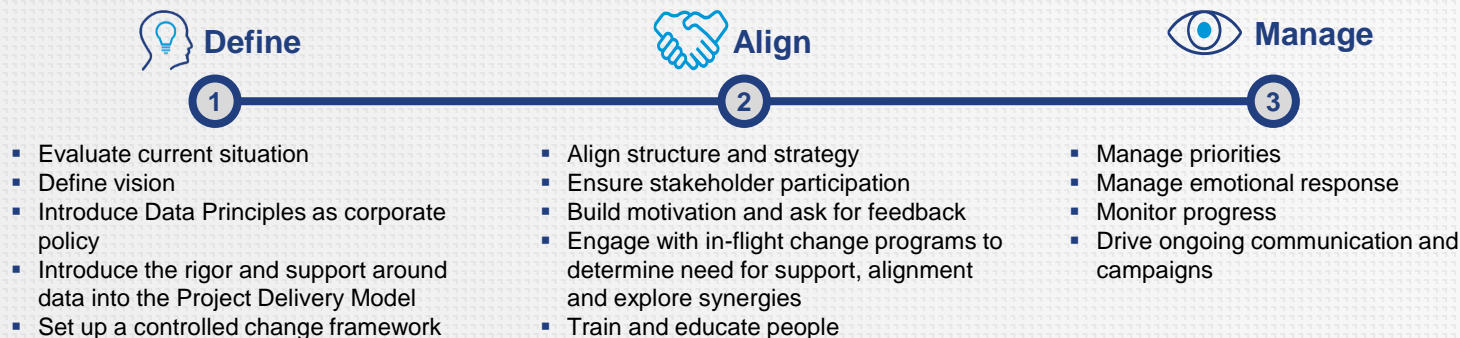 Define
1
▪ Evaluate current situation
▪ Define vision
▪ Introduce Data Principles as corporate
policy
▪ Introduce the rigor and support around
data into the Project Delivery Model
▪ Set up a controlled change framework
Align
2
▪ Align structure and strategy
▪ Ensure stakeholder participation
▪ Build motivation and ask for feedback
▪ Engage with in-flight change programs to
determine need for support, alignment
and explore synergies
▪ Train and educate people
Manage
3
▪ Manage priorities
▪ Manage emotional response
▪ Monitor progress
▪ Drive ongoing communication and
campaigns